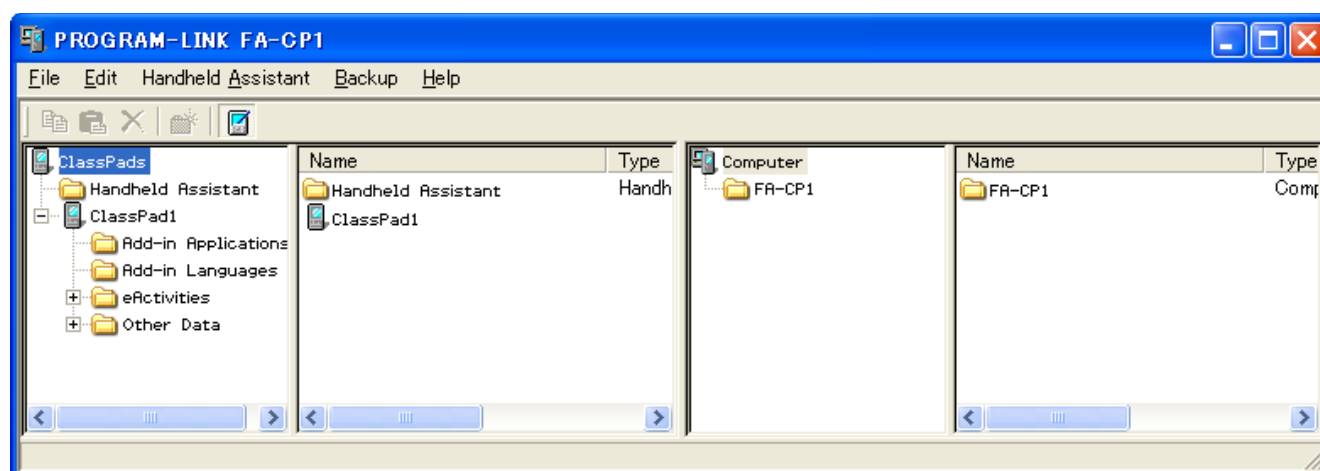 PROGRAM-LINK FA-CP1
File Edit Handheld Assistant Backup Help
ClassPads
Handheld Assistant
ClassPad1
Add-in Applications
Add-in Languages
eActivities
Other Data
Name Type
Handheld Assistant Handh
ClassPad1
Computer
FA-CP1
Name Type
FA-CP1 Comp